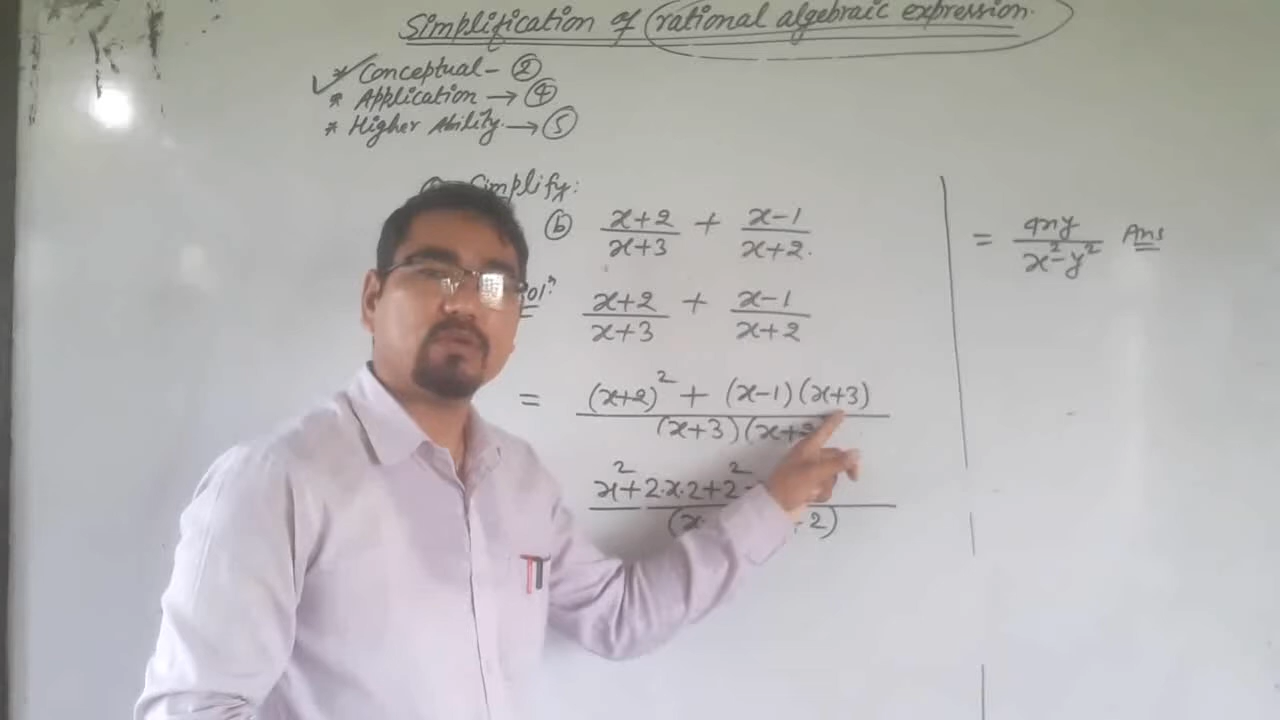 Simplification of rational algebraic expression.
* Conceptual - ②
* Application → ④
* Higher Ability. → ⑤
Simplify:
ⓑ (x+2)/(x+3) + (x-1)/(x+2).
(x+2)/(x+3) + (x-1)/(x+2)
= ((x+2)² + (x-1)(x+3))/((x+3)(x+2
x²+2.x.2+2²
(x 2)
= 4xy/(x²-y²) Ans